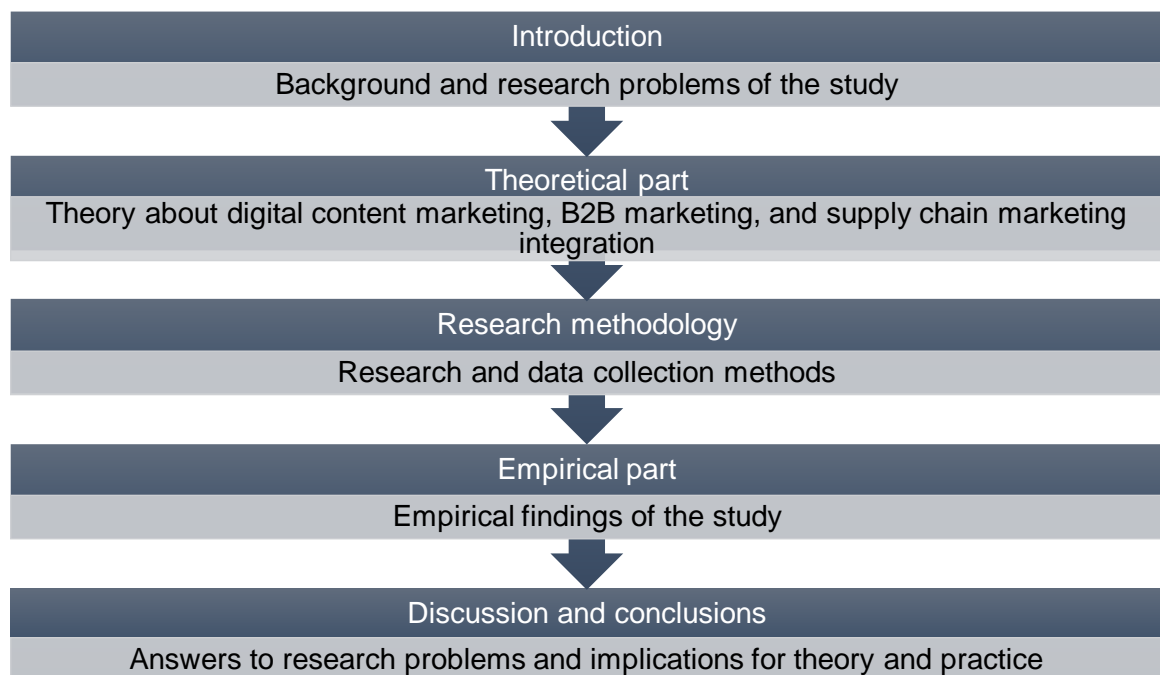 Introduction
Background and research problems of the study
Theoretical part
Theory about digital content marketing, B2B marketing, and supply chain marketing
integration
Research methodology
Research and data collection methods
Empirical part
Empirical findings of the study
Discussion and conclusions
Answers to research problems and implications for theory and practice